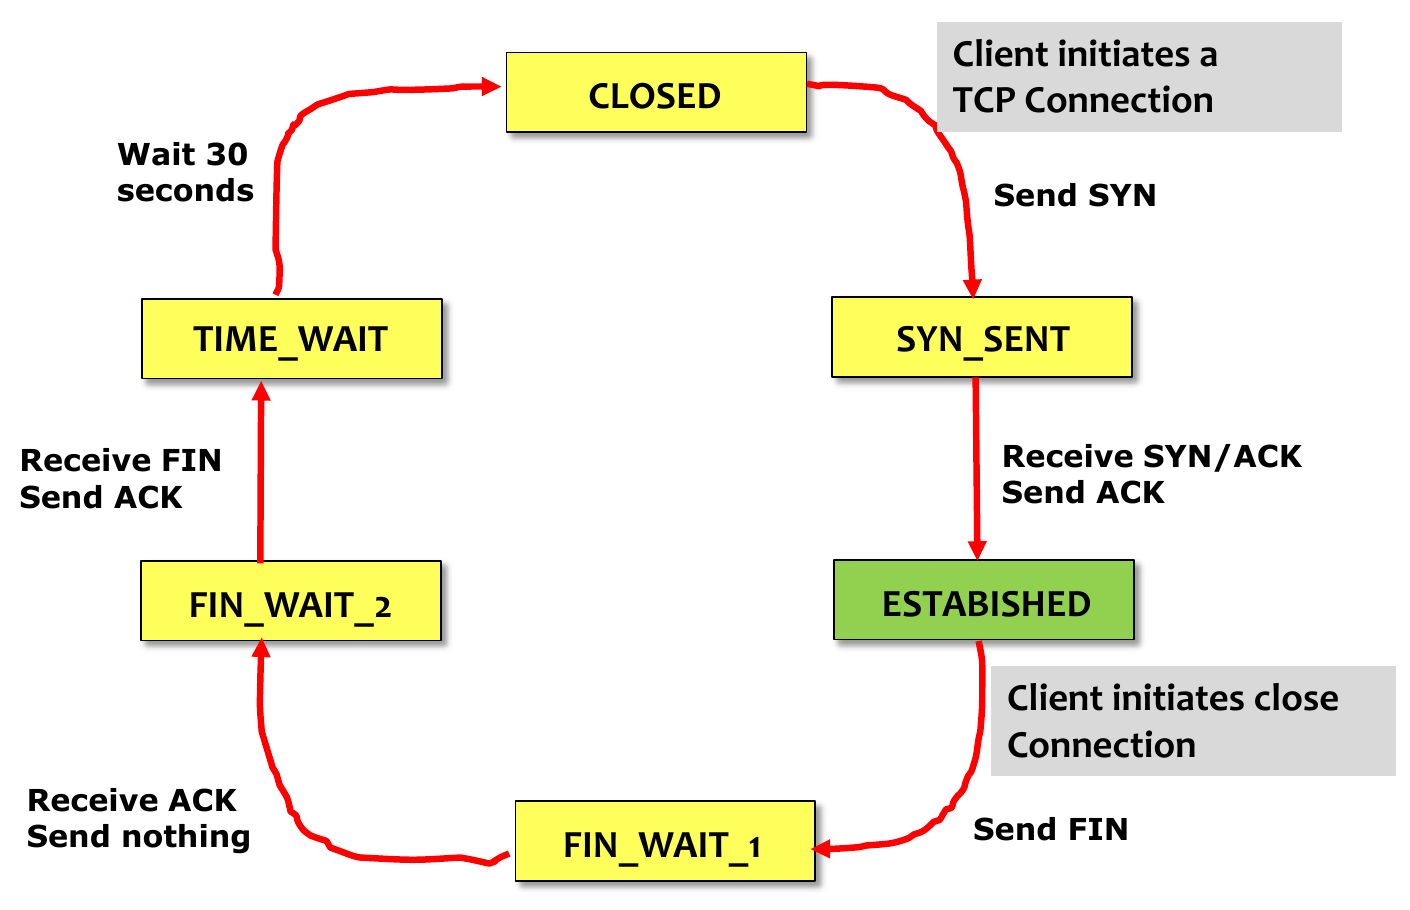 CLOSED
Client initiates a
TCP Connection
Wait 30
seconds
Send SYN
TIME_WAIT
SYN_SENT
Receive FIN
Send ACK
Receive SYN/ACK
Send ACK
FIN_WAIT_2
ESTABISHED
Client initiates close
Connection
Receive ACK
Send nothing
FIN_WAIT_1
Send FIN